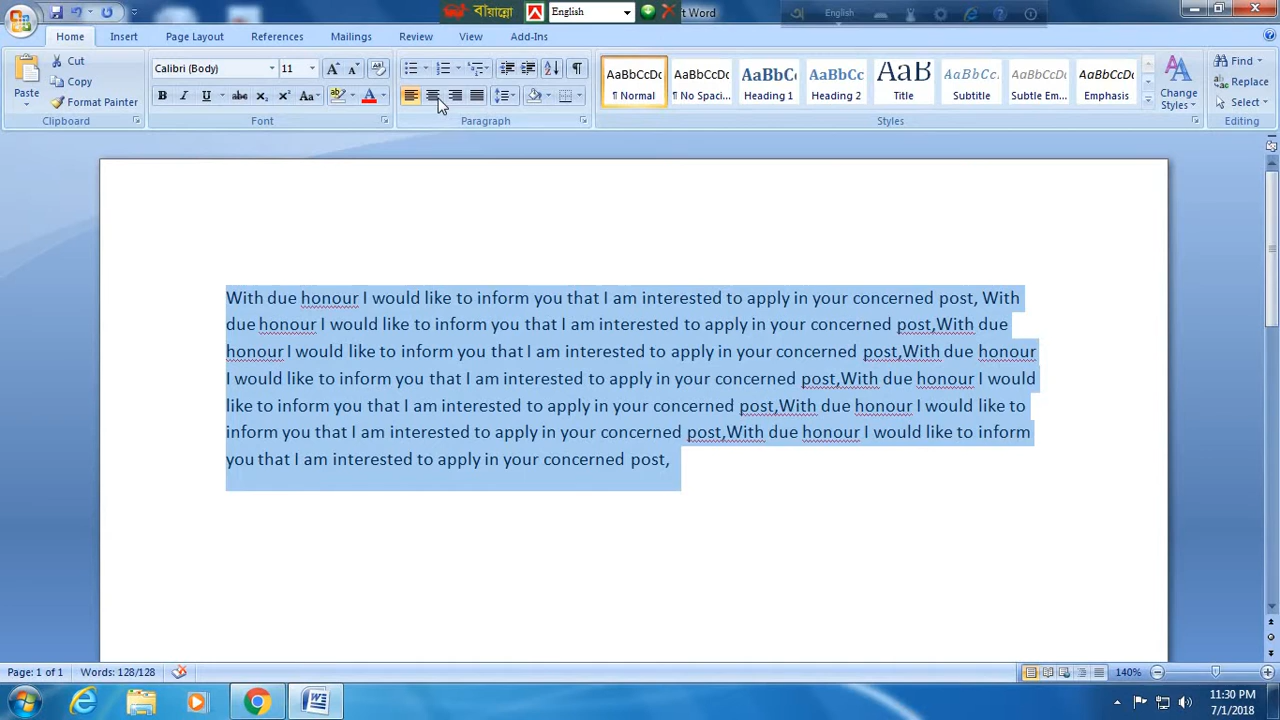 বায়ান্নো English t Word English
Home Insert Page Layout References Mailings Review View Add-Ins
Paste Cut Copy Format Painter
Clipboard
Calibri (Body) 11
B I U Aa A
Font
Paragraph
AaBbCcDc AaBbCcDc AaBbC AaBbCc AaB AaBbCc. AaBbCcDc AaBbCcDc
¶ Normal ¶ No Spaci... Heading 1 Heading 2 Title Subtitle Subtle Em... Emphasis
Styles
Change Styles
Find
Replace
Select
Editing
With due honour I would like to inform you that I am interested to apply in your concerned post, With
due honour I would like to inform you that I am interested to apply in your concerned post,With due
honour I would like to inform you that I am interested to apply in your concerned post,With due honour
I would like to inform you that I am interested to apply in your concerned post,With due honour I would
like to inform you that I am interested to apply in your concerned post,With due honour I would like to
inform you that I am interested to apply in your concerned post,With due honour I would like to inform
you that I am interested to apply in your concerned post,
Page: 1 of 1 Words: 128/128 140%
11:30 PM
7/1/2018